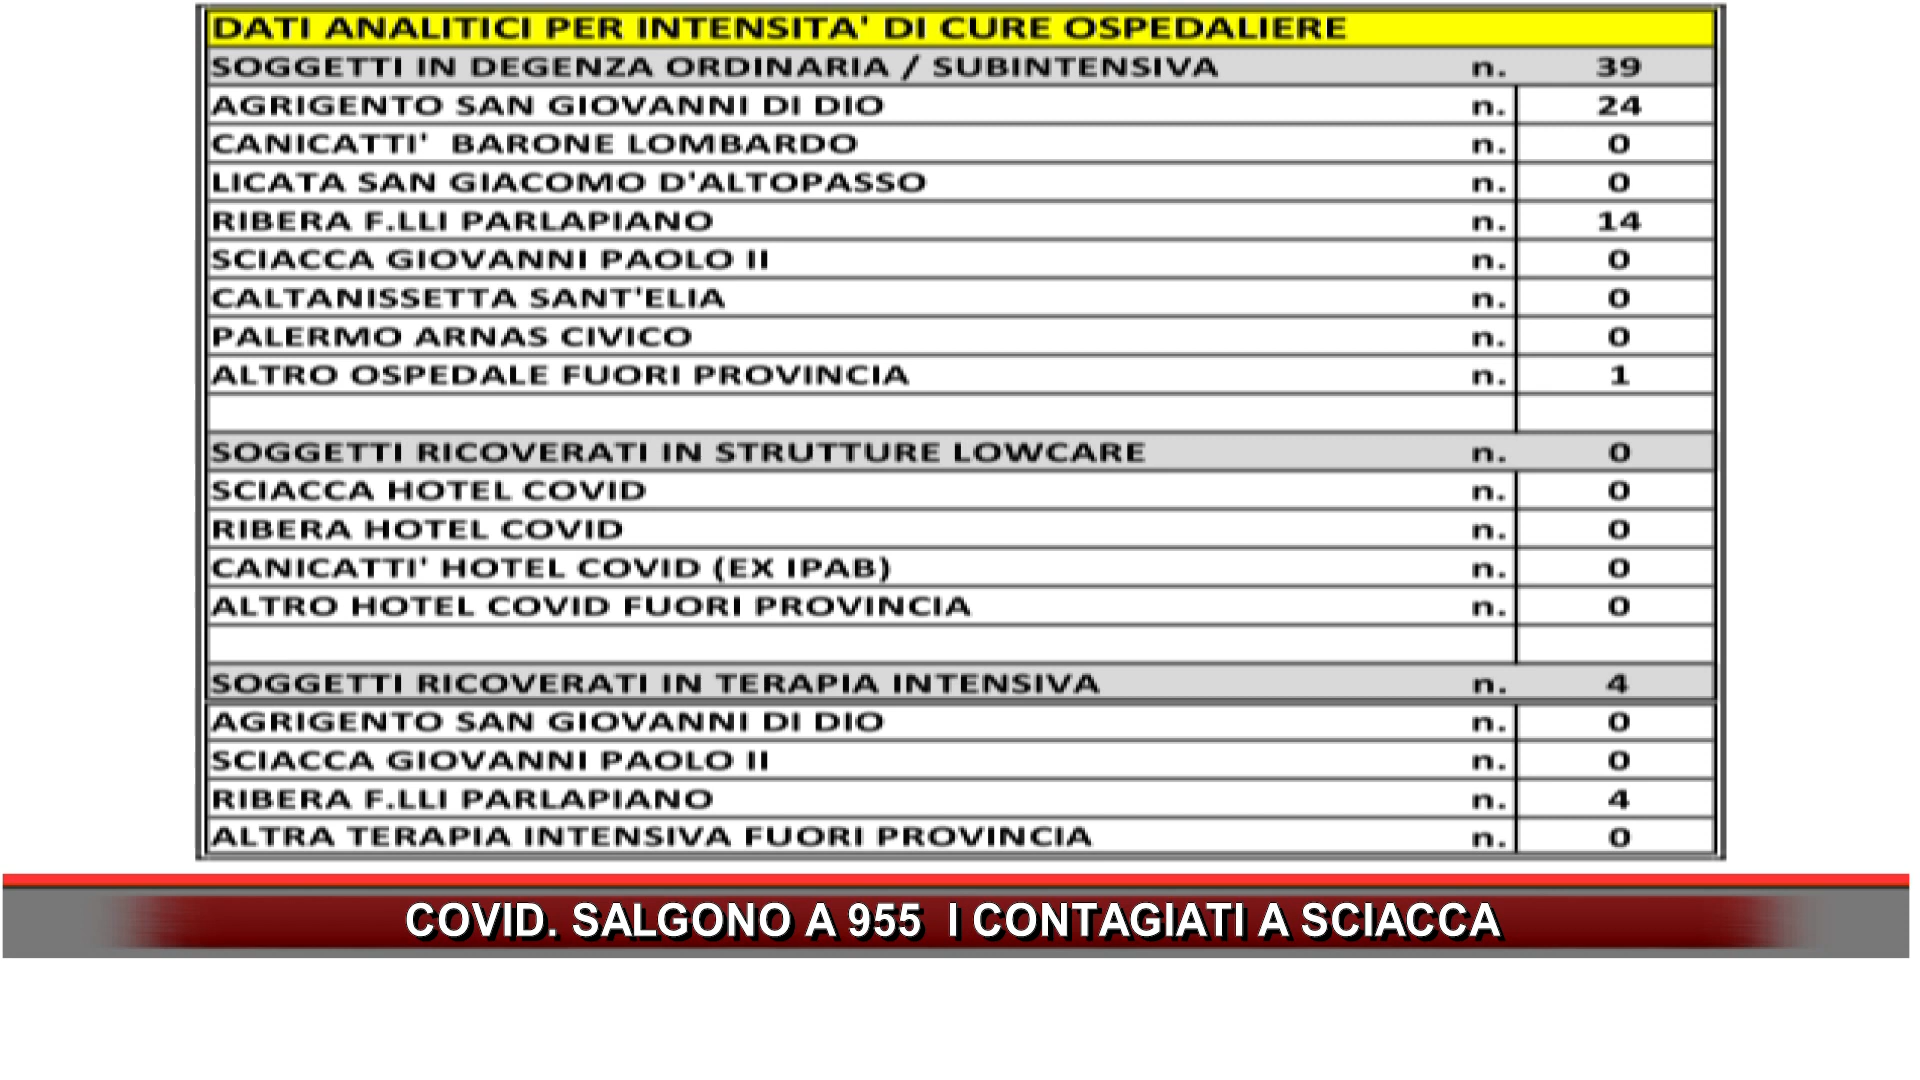 DATI ANALITICI PER INTENSITA' DI CURE OSPEDALIERE
SOGGETTI IN DEGENZA ORDINARIA / SUBINTENSIVA n. 39
AGRIGENTO SAN GIOVANNI DI DIO n. 24
CANICATTI' BARONE LOMBARDO n. 0
LICATA SAN GIACOMO D'ALTOPASSO n. 0
RIBERA F.LLI PARLAPIANO n. 14
SCIACCA GIOVANNI PAOLO II n. 0
CALTANISSETTA SANT'ELIA n. 0
PALERMO ARNAS CIVICO n. 0
ALTRO OSPEDALE FUORI PROVINCIA n. 1
SOGGETTI RICOVERATI IN STRUTTURE LOWCARE n. 0
SCIACCA HOTEL COVID n. 0
RIBERA HOTEL COVID n. 0
CANICATTI' HOTEL COVID (EX IPAB) n. 0
ALTRO HOTEL COVID FUORI PROVINCIA n. 0
SOGGETTI RICOVERATI IN TERAPIA INTENSIVA n. 4
AGRIGENTO SAN GIOVANNI DI DIO n. 0
SCIACCA GIOVANNI PAOLO II n. 0
RIBERA F.LLI PARLAPIANO n. 4
ALTRA TERAPIA INTENSIVA FUORI PROVINCIA n. 0
COVID. SALGONO A 955 I CONTAGIATI A SCIACCA